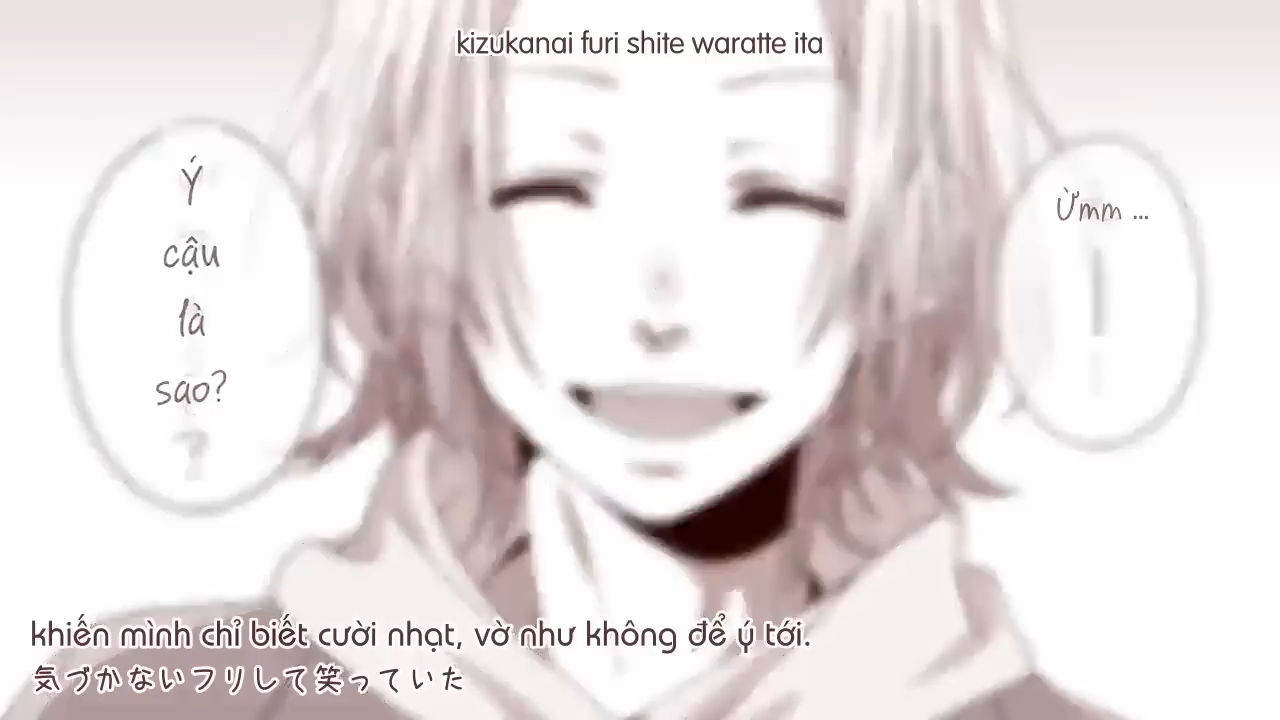 kizukanai furi shite waratte ita
Ý
cậu
là
sao?
Ừmm ...
khiến mình chỉ biết cười nhạt, vờ như không để ý tới.
気づかないフリして笑っていた